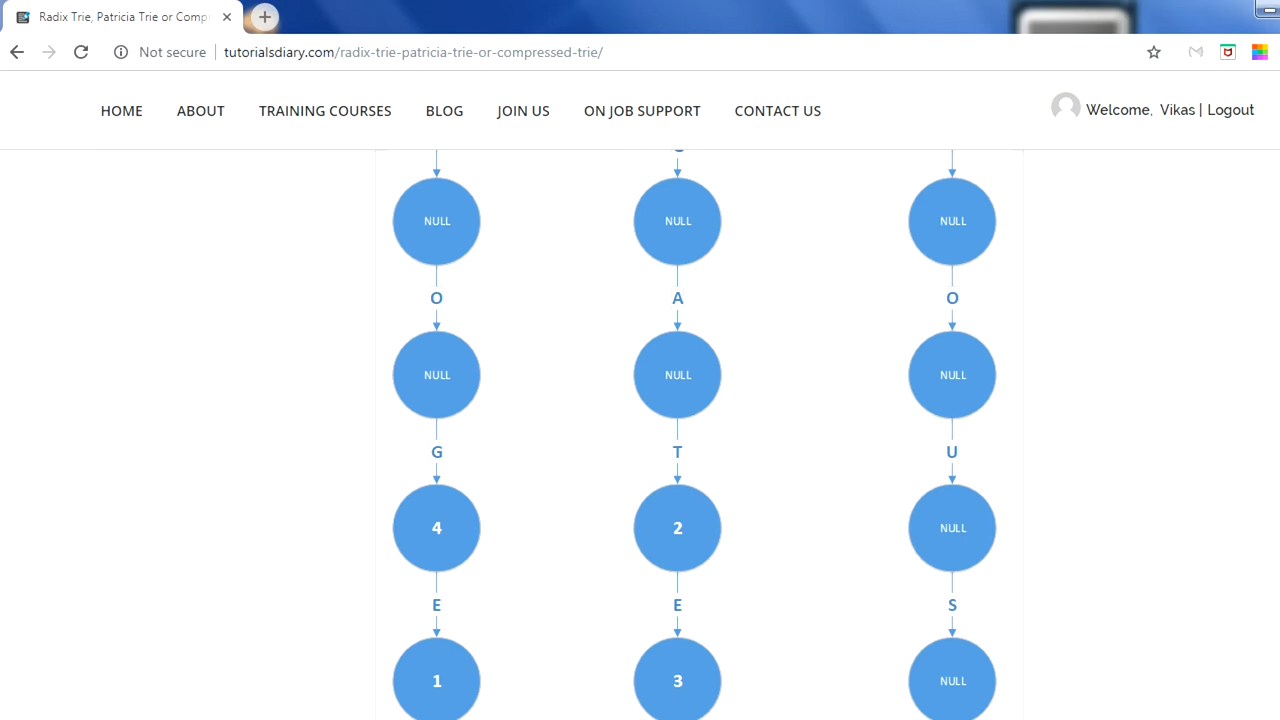 Radix Trie, Patricia Trie or Comp
Not secure
tutorialsdiary.com/radix-trie-patricia-trie-or-compressed-trie/
HOME ABOUT TRAINING COURSES BLOG JOIN US ON JOB SUPPORT CONTACT US
Welcome, Vikas | Logout
NULL NULL NULL
O A O
NULL NULL NULL
G T U
4 2 NULL
E E S
1 3 NULL